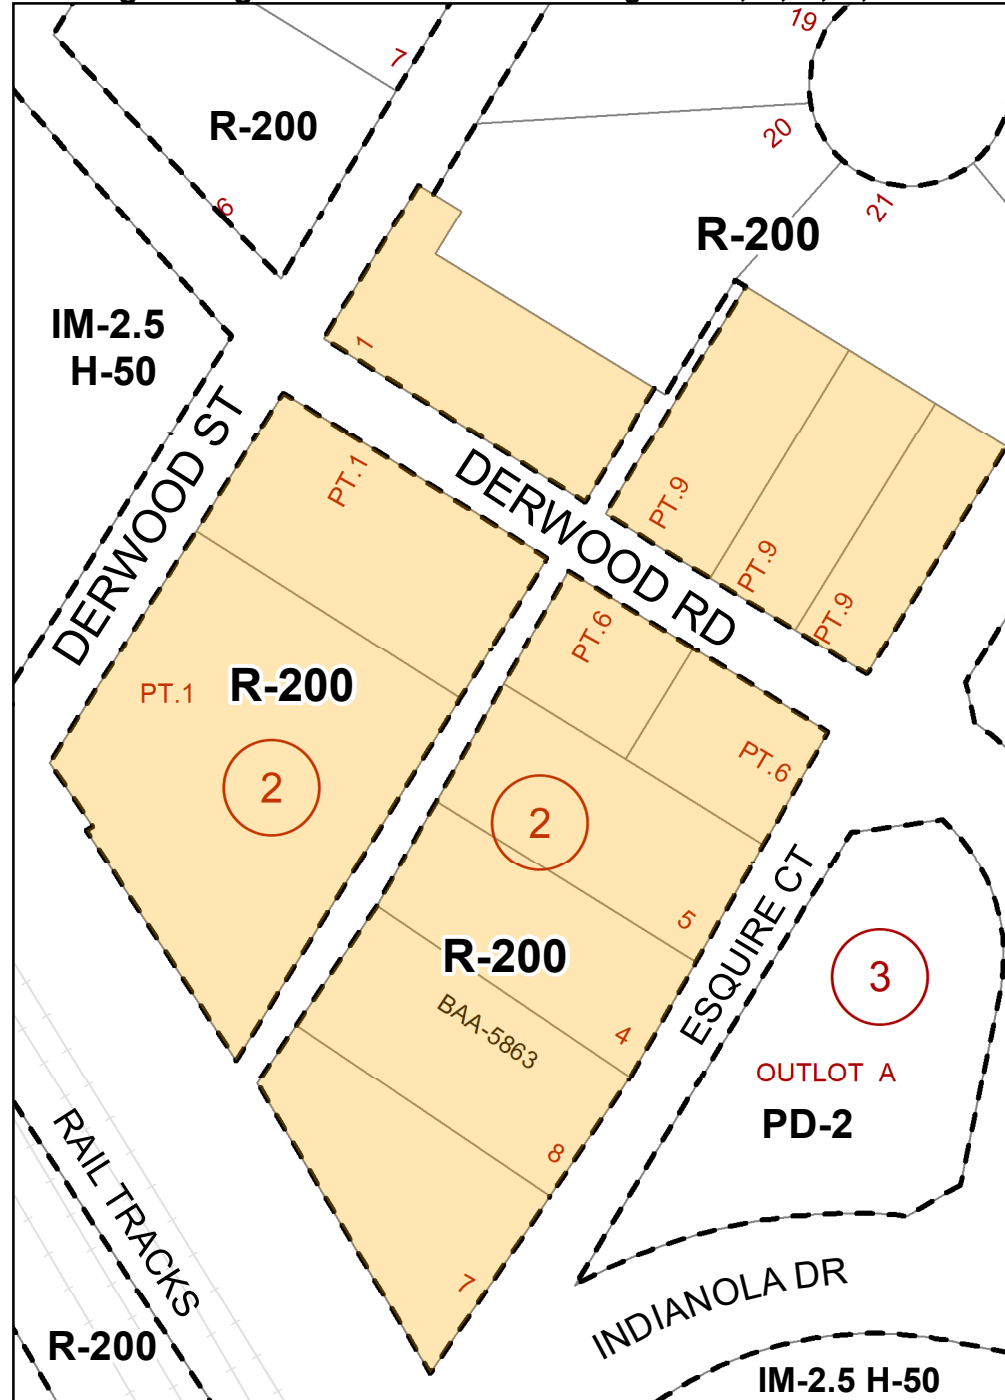 19
7
R-200
20
21
6
R-200
IM-2.5
H-50
1
DERWOOD ST
PT.1
DERWOOD RD
PT.9
PT.9
PT.9
PT.6
PT.1
R-200
PT.6
2
2
5
ESQUIRE CT
R-200
3
BAA-5863
4
OUTLOT A
PD-2
8
RAIL TRACKS
7
INDIANOLA DR
R-200
IM-2.5 H-50